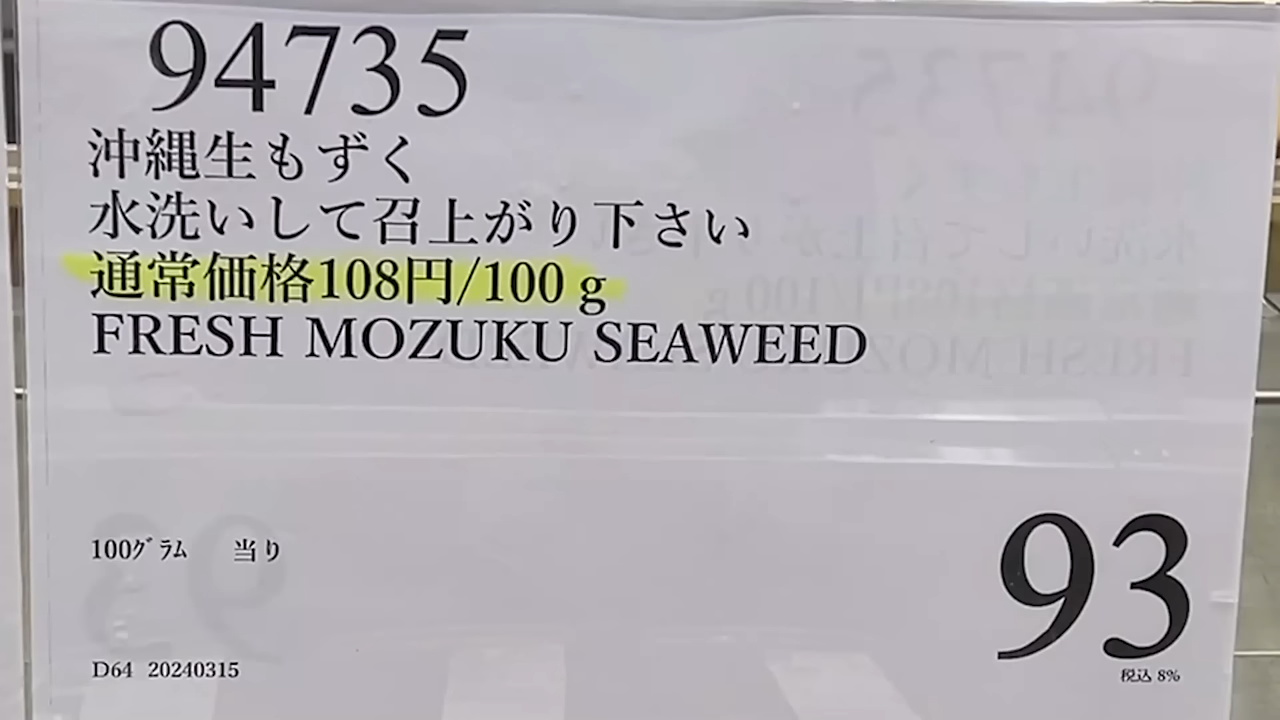 94735
沖縄生もずく
水洗いして召上がり下さい
通常価格108円/100 g
FRESH MOZUKU SEAWEED
100ｸﾞﾗﾑ 当り
93
税込 8%
D64 20240315